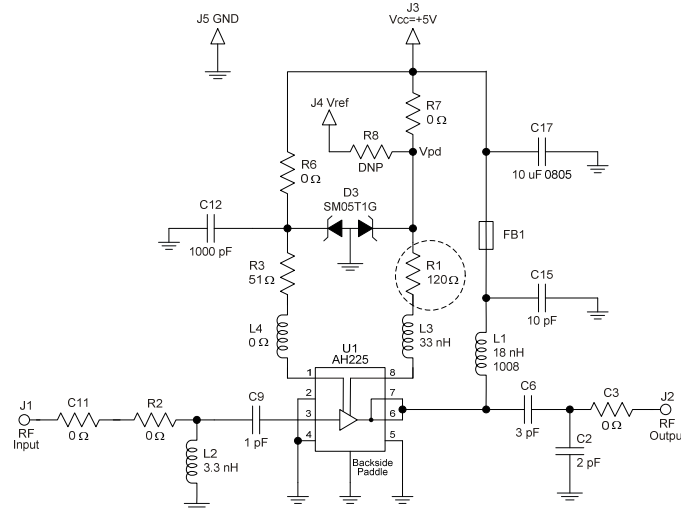 J5 GND
J3
Vcc=+5V
J4 Vref
R7
0 Ω
R8
DNP
Vpd
C17
10 uF 0805
R6
0 Ω
D3
SM05T1G
C12
1000 pF
FB1
R3
51 Ω
R1
120Ω
C15
10 pF
L4
0 Ω
L3
33 nH
L1
18 nH
1008
U1
AH225
1
8
2
7
3
6
4
5
Backside
Paddle
J1
RF
Input
C11
0 Ω
R2
0 Ω
C9
1 pF
L2
3.3 nH
C6
3 pF
C3
0 Ω
J2
RF
Outpu
C2
2 pF